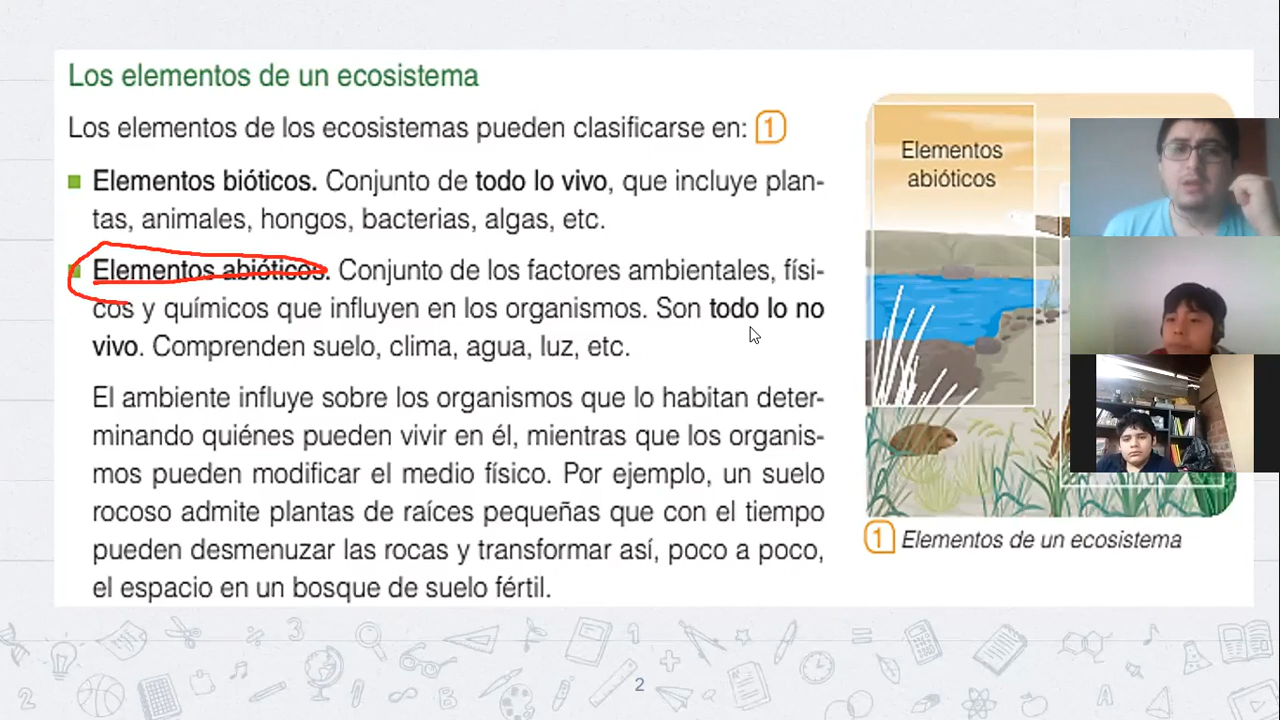 Los elementos de un ecosistema
Los elementos de los ecosistemas pueden clasificarse en: 1
Elementos bióticos. Conjunto de todo lo vivo, que incluye plan-
tas, animales, hongos, bacterias, algas, etc.
Elementos abióticos. Conjunto de los factores ambientales, físi-
cos y químicos que influyen en los organismos. Son todo lo no
vivo. Comprenden suelo, clima, agua, luz, etc.
El ambiente influye sobre los organismos que lo habitan deter-
minando quiénes pueden vivir en él, mientras que los organis-
mos pueden modificar el medio físico. Por ejemplo, un suelo
rocoso admite plantas de raíces pequeñas que con el tiempo
pueden desmenuzar las rocas y transformar así, poco a poco,
el espacio en un bosque de suelo fértil.
Elementos
abióticos
1 Elementos de un ecosistema
2